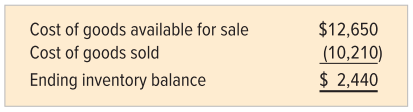 Cost of goods available for sale $12,650
Cost of goods sold (10,210)
Ending inventory balance $ 2,440